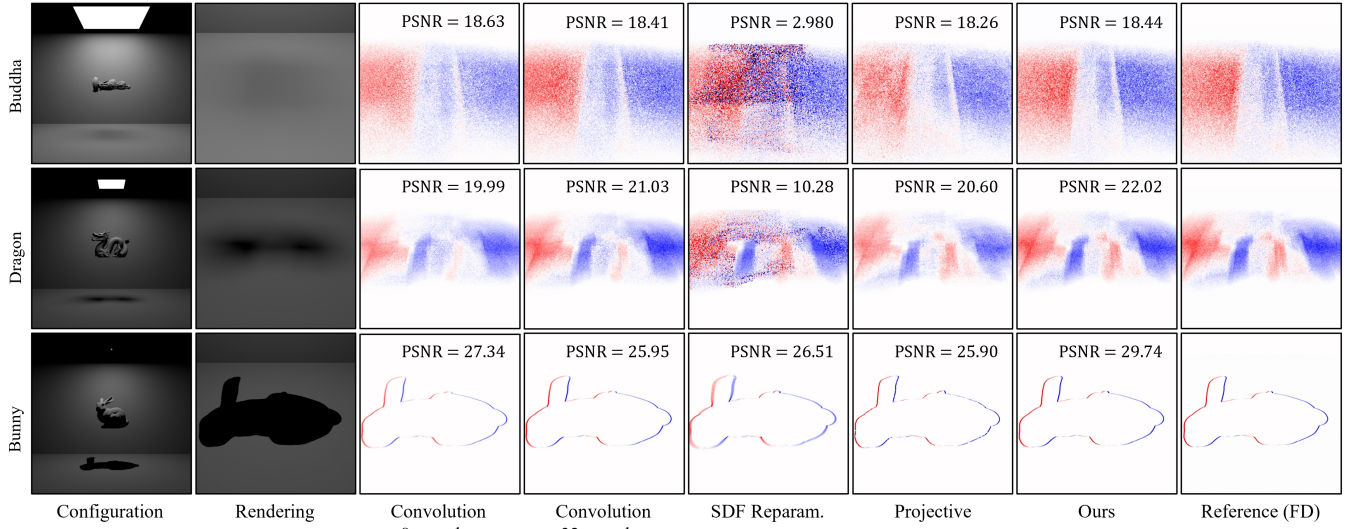 Buddha
PSNR = 18.63
PSNR = 18.41
PSNR = 2.980
PSNR = 18.26
PSNR = 18.44
Dragon
PSNR = 19.99
PSNR = 21.03
PSNR = 10.28
PSNR = 20.60
PSNR = 22.02
Bunny
PSNR = 27.34
PSNR = 25.95
PSNR = 26.51
PSNR = 25.90
PSNR = 29.74
Configuration
Rendering
Convolution
Convolution
SDF Reparam.
Projective
Ours
Reference (FD)